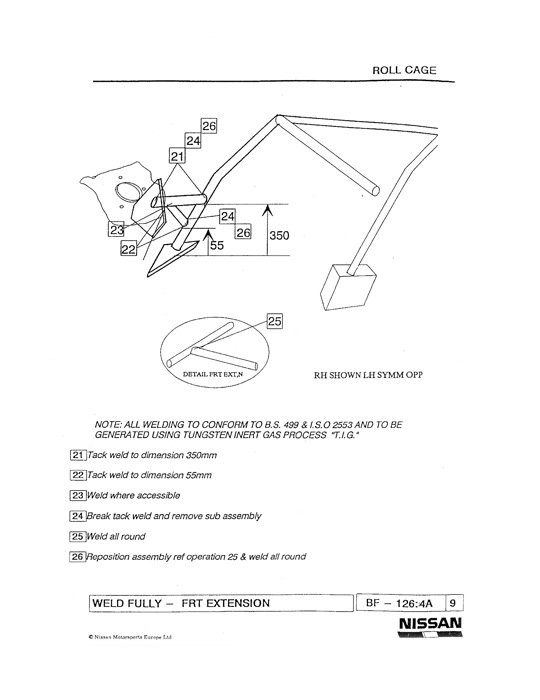 ROLL CAGE
26
24
21
24
23
26
22
55
350
25
DETAIL FRT EXT,N
RH SHOWN LH SYMM OPP
NOTE: ALL WELDING TO CONFORM TO B.S. 499 & I.S.O 2553 AND TO BE
GENERATED USING TUNGSTEN INERT GAS PROCESS "T.I.G."
21 Tack weld to dimension 350mm
22 Tack weld to dimension 55mm
23 Weld where accessible
24 Break tack weld and remove sub assembly
25 Weld all round
26 Reposition assembly ref operation 25 & weld all round
WELD FULLY – FRT EXTENSION
BF – 126:4A
9
NISSAN
© Nissan Motorsports Europe Ltd